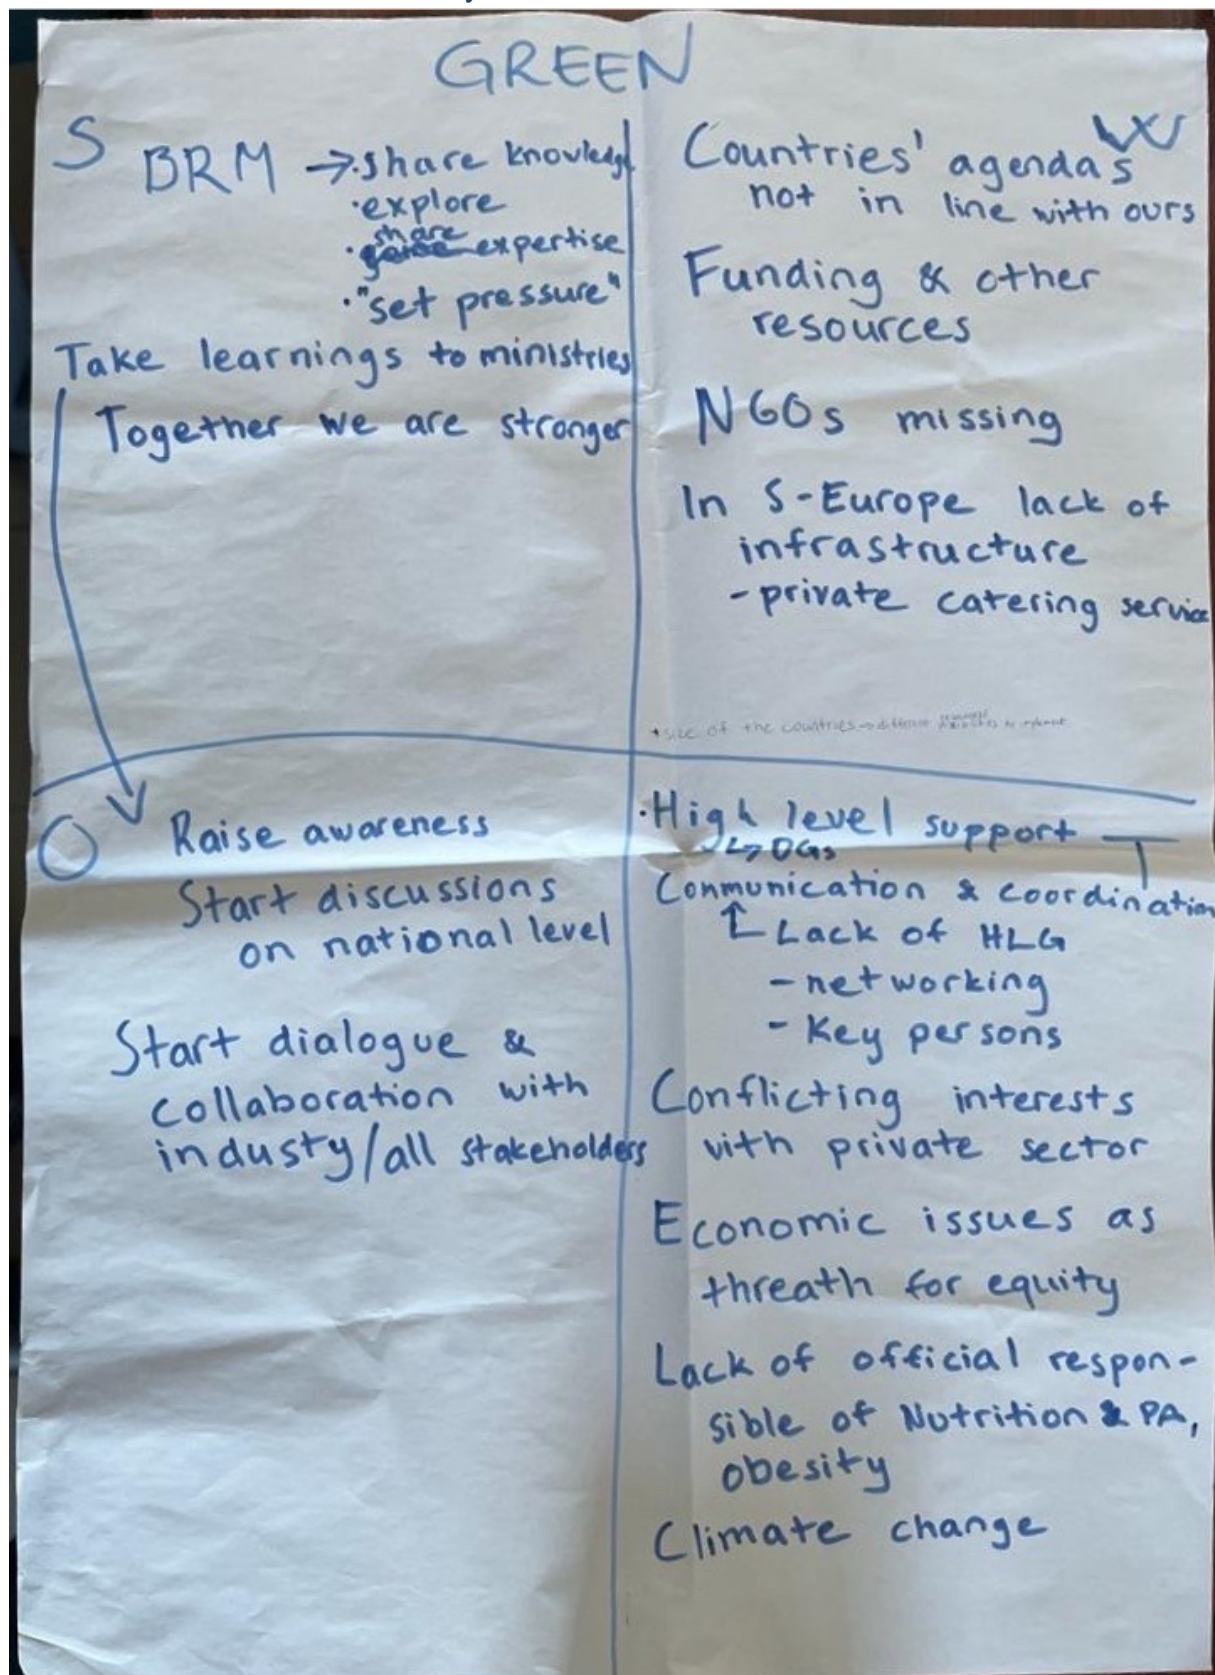 GREEN
S
BRM → • share knowledg
• explore
share
• expertise
• "set pressure"
Take learnings to ministries
Together we are stronger
W
Countries' agendas
not in line with ours
Funding & other
resources
NGOs missing
In S-Europe lack of
infrastructure
- private catering service
* size of the countries → different
O
Raise awareness
Start discussions
on national level
Start dialogue &
collaboration with
industy/all stakeholders
T
• High level support
↳ DGs
Communication & coordination
↑ Lack of HLG
- networking
- Key persons
Conflicting interests
with private sector
Economic issues as
threath for equity
Lack of official respon-
sible of Nutrition & PA,
obesity
Climate change